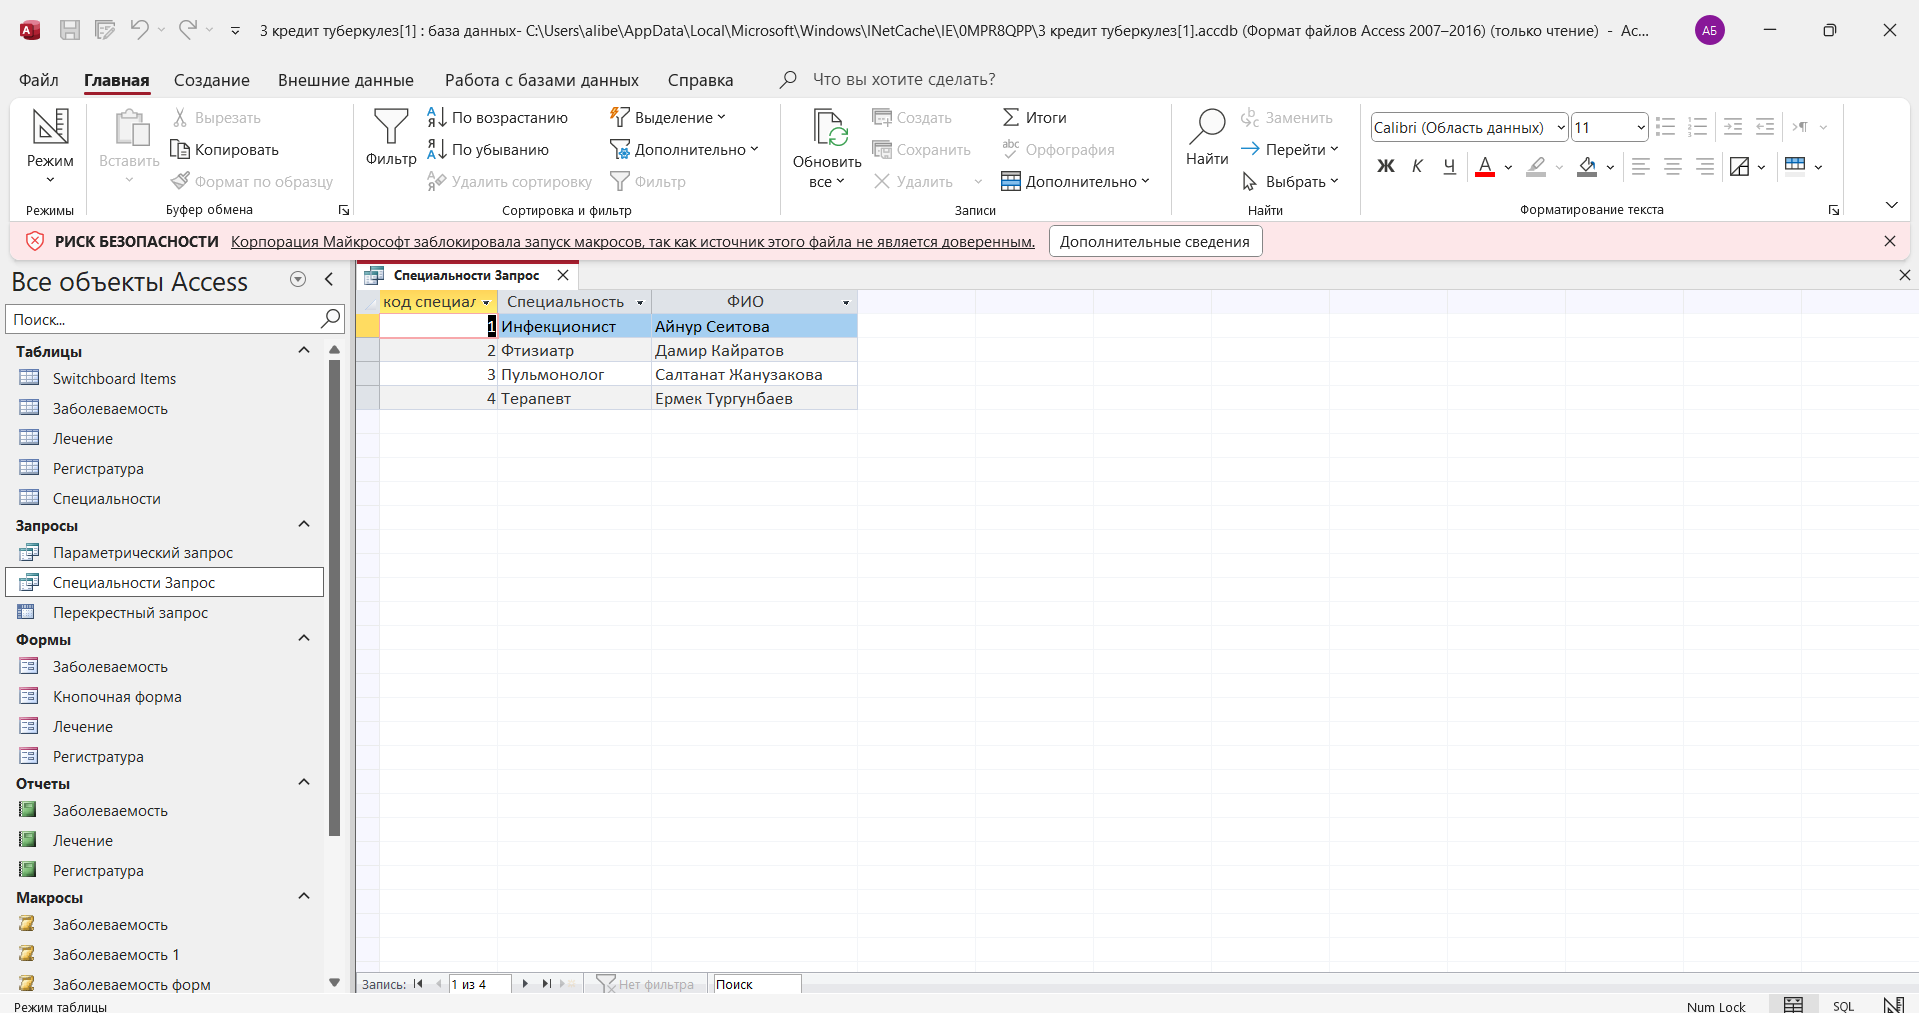 3 кредит туберкулез[1] : база данных- C:\Users\alibe\AppData\Local\Microsoft\Windows\INetCache\IE\0MPR8QPP\3 кредит туберкулез[1].accdb (Формат файлов Access 2007–2016) (только чтение) - Ac...
АБ
Файл Главная Создание Внешние данные Работа с базами данных Справка Что вы хотите сделать?
Режим
Режимы
Вставить
Вырезать
Копировать
Формат по образцу
Буфер обмена
Фильтр
По возрастанию
По убыванию
Удалить сортировку
Выделение
Дополнительно
Фильтр
Сортировка и фильтр
Обновить
все
Создать
Сохранить
Удалить
Итоги
Орфография
Дополнительно
Записи
Найти
Заменить
Перейти
Выбрать
Найти
Calibri (Область данных) 11
Ж К Ч А
Форматирование текста
РИСК БЕЗОПАСНОСТИ Корпорация Майкрософт заблокировала запуск макросов, так как источник этого файла не является доверенным. Дополнительные сведения
Все объекты Access
Поиск...
Таблицы
Switchboard Items
Заболеваемость
Лечение
Регистратура
Специальности
Запросы
Параметрический запрос
Специальности Запрос
Перекрестный запрос
Формы
Заболеваемость
Кнопочная форма
Лечение
Регистратура
Отчеты
Заболеваемость
Лечение
Регистратура
Макросы
Заболеваемость
Заболеваемость 1
Заболеваемость форм
Специальности Запрос
код специал Специальность ФИО
1 Инфекционист Айнур Сеитова
2 Фтизиатр Дамир Кайратов
3 Пульмонолог Салтанат Жанузакова
4 Терапевт Ермек Тургунбаев
Запись: 1 из 4 Нет фильтра Поиск
Режим таблицы Num Lock SQL